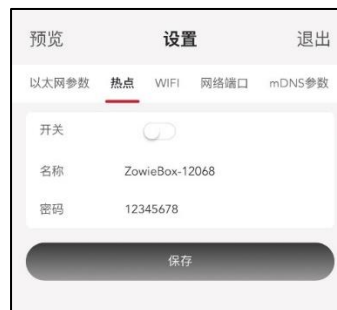 预览 设置 退出
以太网参数 热点 WIFI 网络端口 mDNS参数
开关
名称 ZowieBox-12068
密码 12345678
保存